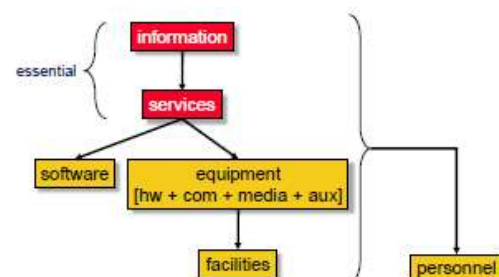 information
essential
services
software
equipment
[hw + com + media + aux]
facilities
personnel